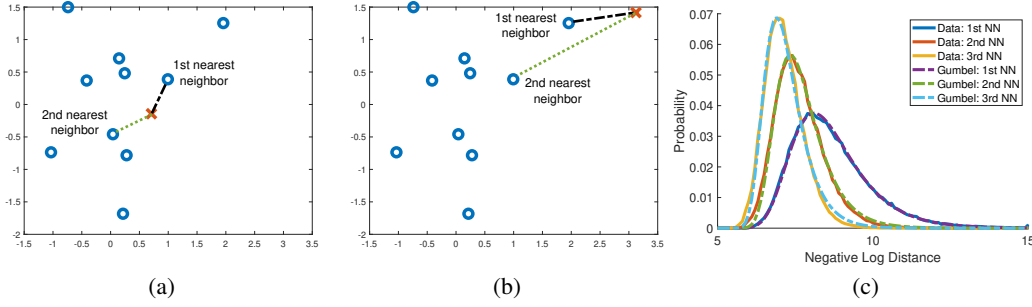 1.5
1
0.5
0
-0.5
-1
-1.5
-2
-1.5 -1 -0.5 0 0.5 1 1.5 2 2.5 3 3.5
1st nearest
neighbor
2nd nearest
neighbor
(a)
1.5
1
0.5
0
-0.5
-1
-1.5
-2
-1.5 -1 -0.5 0 0.5 1 1.5 2 2.5 3 3.5
1st nearest
neighbor
2nd nearest
neighbor
(b)
0.07
0.06
0.05
0.04
0.03
0.02
0.01
0
Probability
5 10 15
Negative Log Distance
Data: 1st NN
Data: 2nd NN
Data: 3rd NN
Gumbel: 1st NN
Gumbel: 2nd NN
Gumbel: 3rd NN
(c)